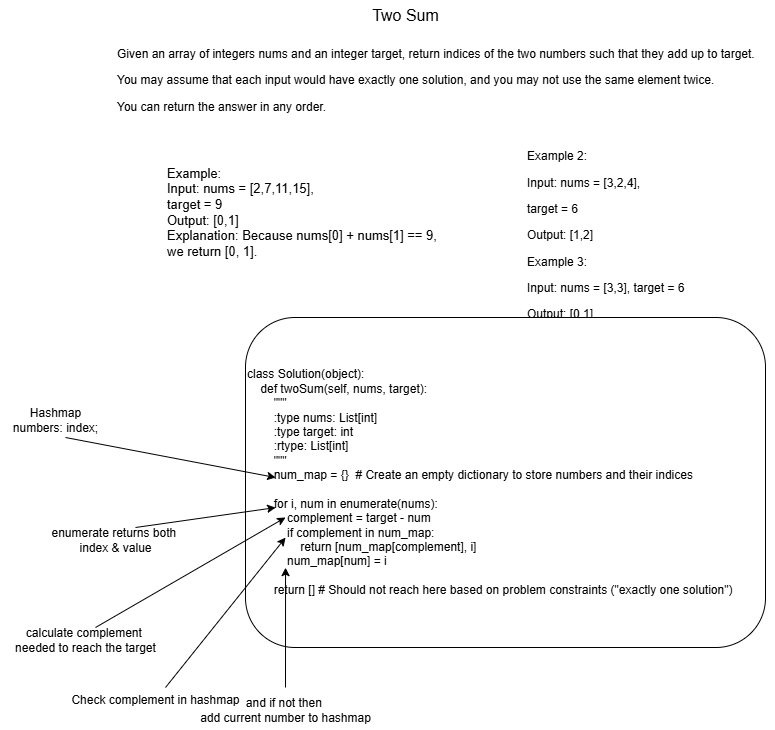 Two Sum
Given an array of integers nums and an integer target, return indices of the two numbers such that they add up to target.
You may assume that each input would have exactly one solution, and you may not use the same element twice.
You can return the answer in any order.
Example:
Input: nums = [2,7,11,15],
target = 9
Output: [0,1]
Explanation: Because nums[0] + nums[1] == 9,
we return [0, 1].
Example 2:
Input: nums = [3,2,4],
target = 6
Output: [1,2]
Example 3:
Input: nums = [3,3], target = 6
Output: [0,1]
class Solution(object):
    def twoSum(self, nums, target):
        """
        :type nums: List[int]
        :type target: int
        :rtype: List[int]
        """
        num_map = {}  # Create an empty dictionary to store numbers and their indices
        for i, num in enumerate(nums):
            complement = target - num
            if complement in num_map:
                return [num_map[complement], i]
            num_map[num] = i
        return [] # Should not reach here based on problem constraints ("exactly one solution")
Hashmap
numbers: index;
enumerate returns both
index & value
calculate complement
needed to reach the target
Check complement in hashmap
and if not then
add current number to hashmap